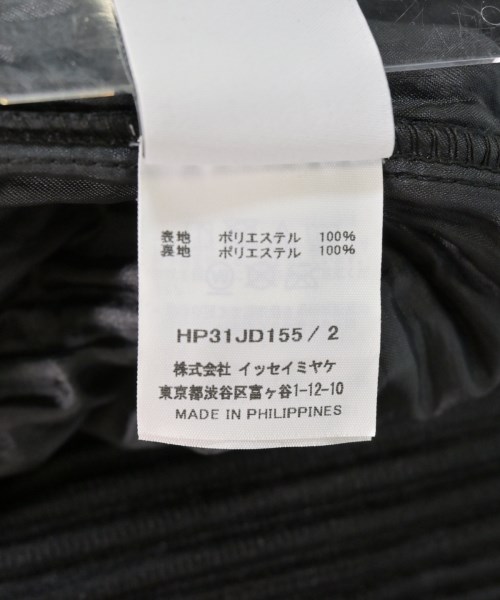 表地 ポリエステル 100%
裏地 ポリエステル 100%
HP31JD155 / 2
株式会社 イッセイミヤケ
東京都渋谷区富ヶ谷1-12-10
MADE IN PHILIPPINES